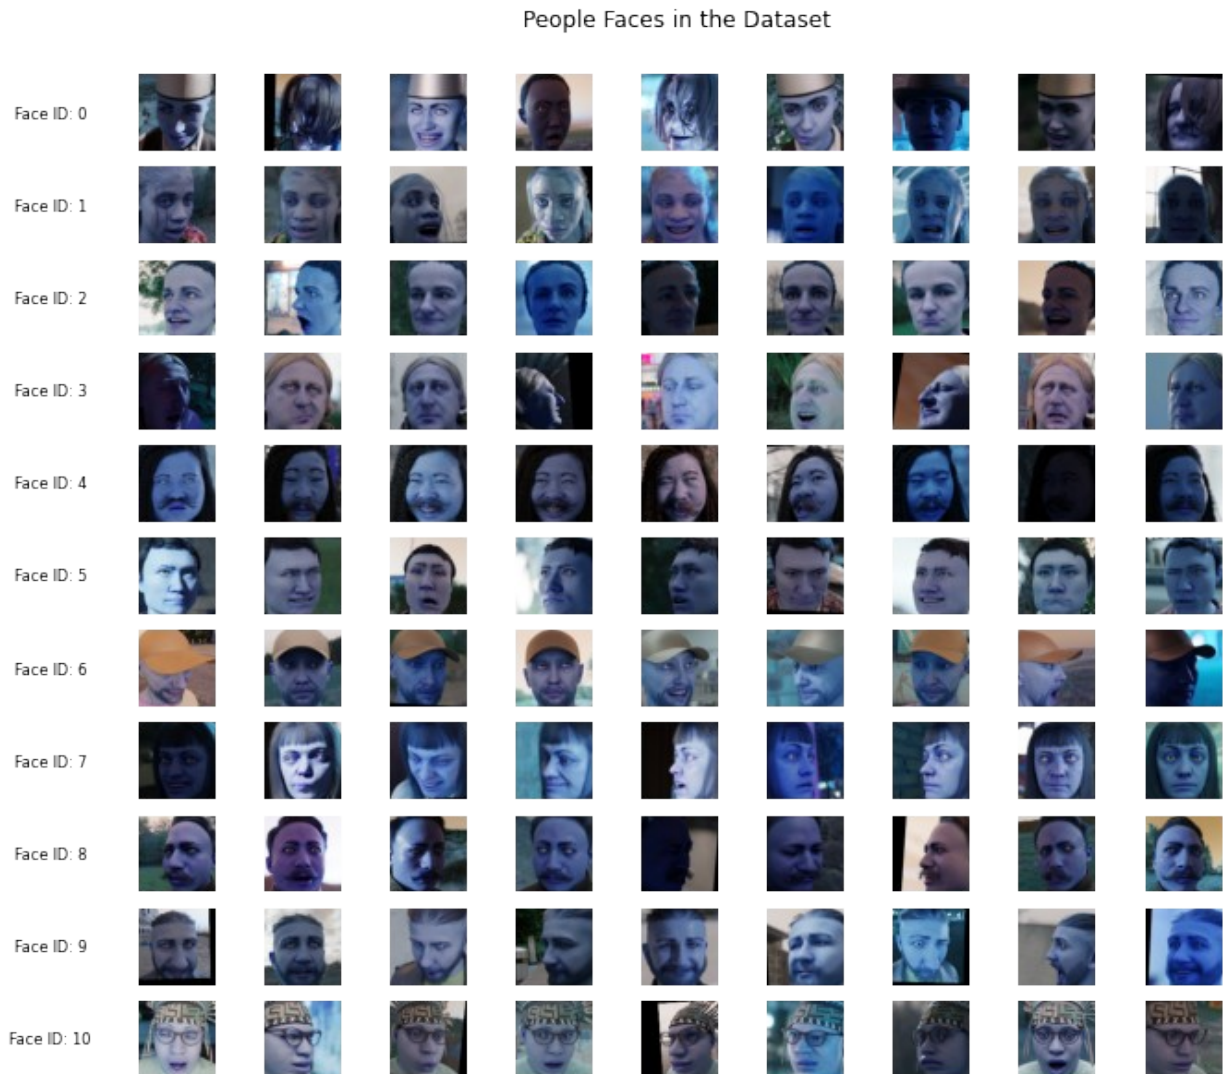 People Faces in the Dataset
Face ID: 0
Face ID: 1
Face ID: 2
Face ID: 3
Face ID: 4
Face ID: 5
Face ID: 6
Face ID: 7
Face ID: 8
Face ID: 9
Face ID: 10